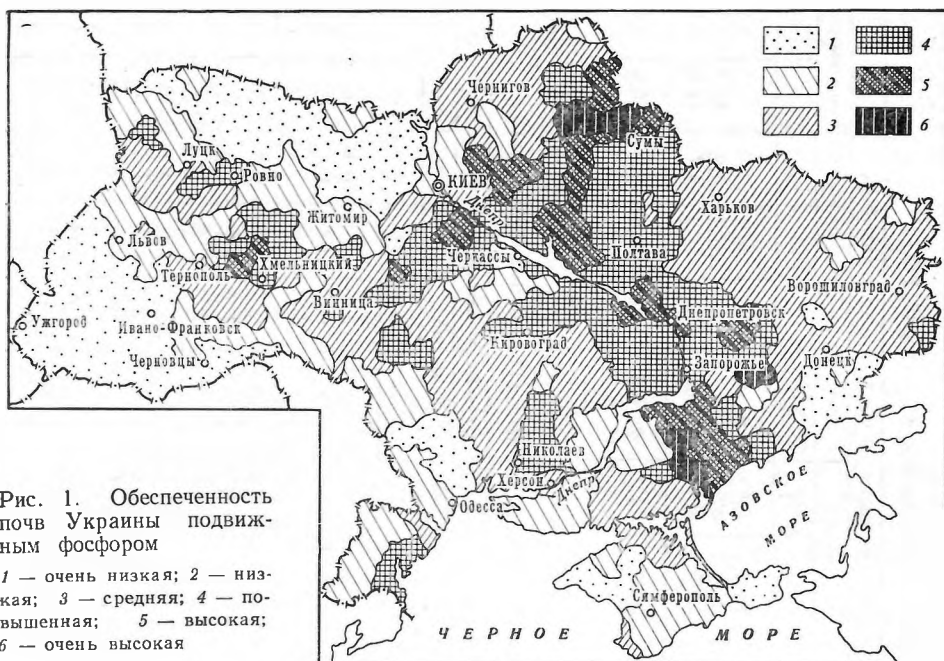 1
2
3
4
5
6
Чернигов
Сумы
Луцк
Ровно
КИЕВ
Днепр
Харьков
2
Житомир
Львов
Полтава
Черкассы
Тернополь
Хмельницкий
Ворошиловград
Винница
Ужгород
Ивано-Франковск
Днепропетровск
Кировоград
Черновцы
Запорожье
Донецк
Николаев
Херсон
Днепр
Одесса
АЗОВСКОЕ
МОРЕ
Симферополь
ЧЕРНОЕ МОРЕ
Рис. 1. Обеспеченность
почв Украины подвиж-
ным фосфором
1 — очень низкая; 2 — низ-
кая; 3 — средняя; 4 — по-
вышенная; 5 — высокая;
6 — очень высокая